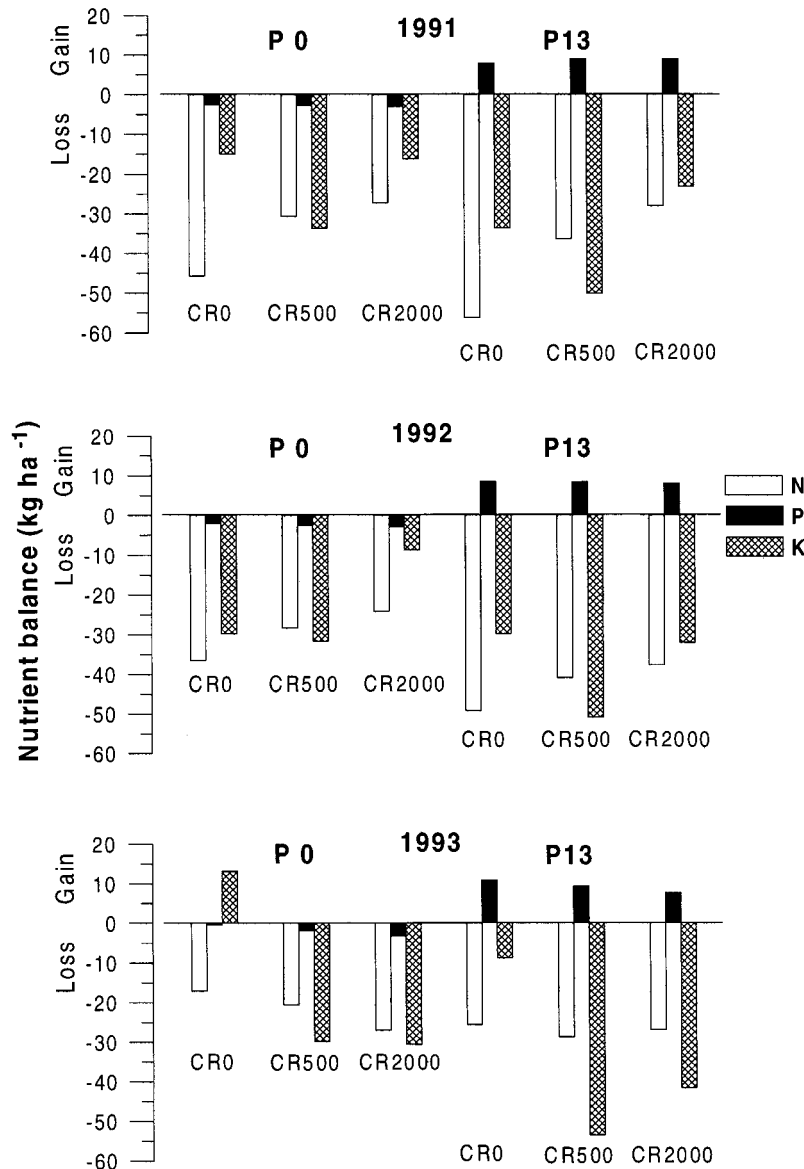 1991
P 0
P13
20
10
0
-10
-20
-30
-40
-50
-60
Gain
Loss
CR0
CR500
CR2000
CR0
CR500
CR2000
Nutrient balance (kg ha -1)
1992
P 0
P13
20
10
0
-10
-20
-30
-40
-50
-60
Gain
Loss
CR0
CR500
CR2000
CR0
CR500
CR2000
N
P
K
1993
P 0
P13
20
10
0
-10
-20
-30
-40
-50
-60
Gain
Loss
CR0
CR500
CR2000
CR0
CR500
CR2000